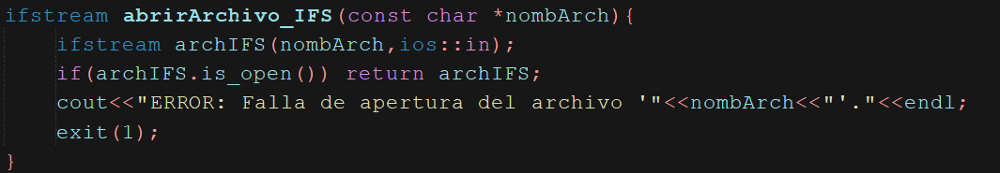 ifstream abrirArchivo_IFS(const char *nombArch){
    ifstream archIFS(nombArch,ios::in);
    if(archIFS.is_open()) return archIFS;
    cout<<"ERROR: Falla de apertura del archivo '"<<nombArch<<"'."<<endl;
    exit(1);
}